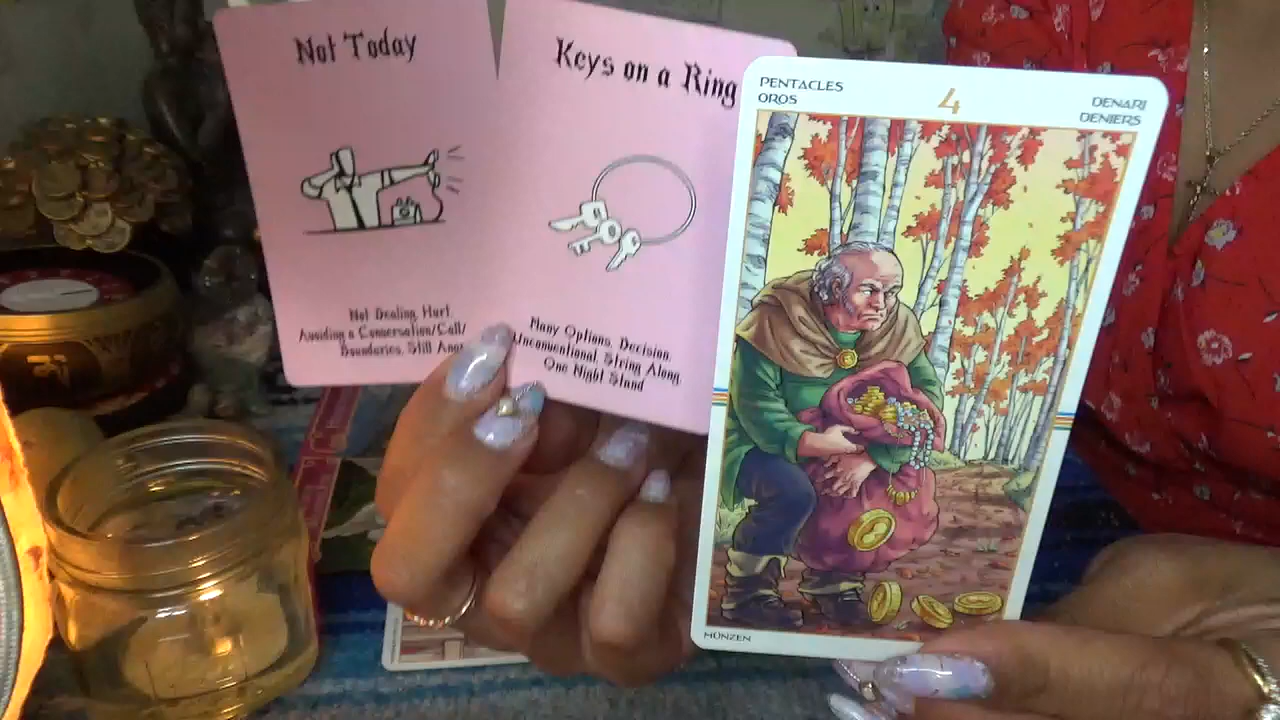 Not Today
Not Dealing, Hurt,
Avoiding a Conversation/Call/
Boundaries, Still
Keys on a Ring
Many Options, Decision,
Unconventional, String Along,
One Night Stand
PENTACLES
OROS
4
DENARI
DENIERS
MÜNZEN